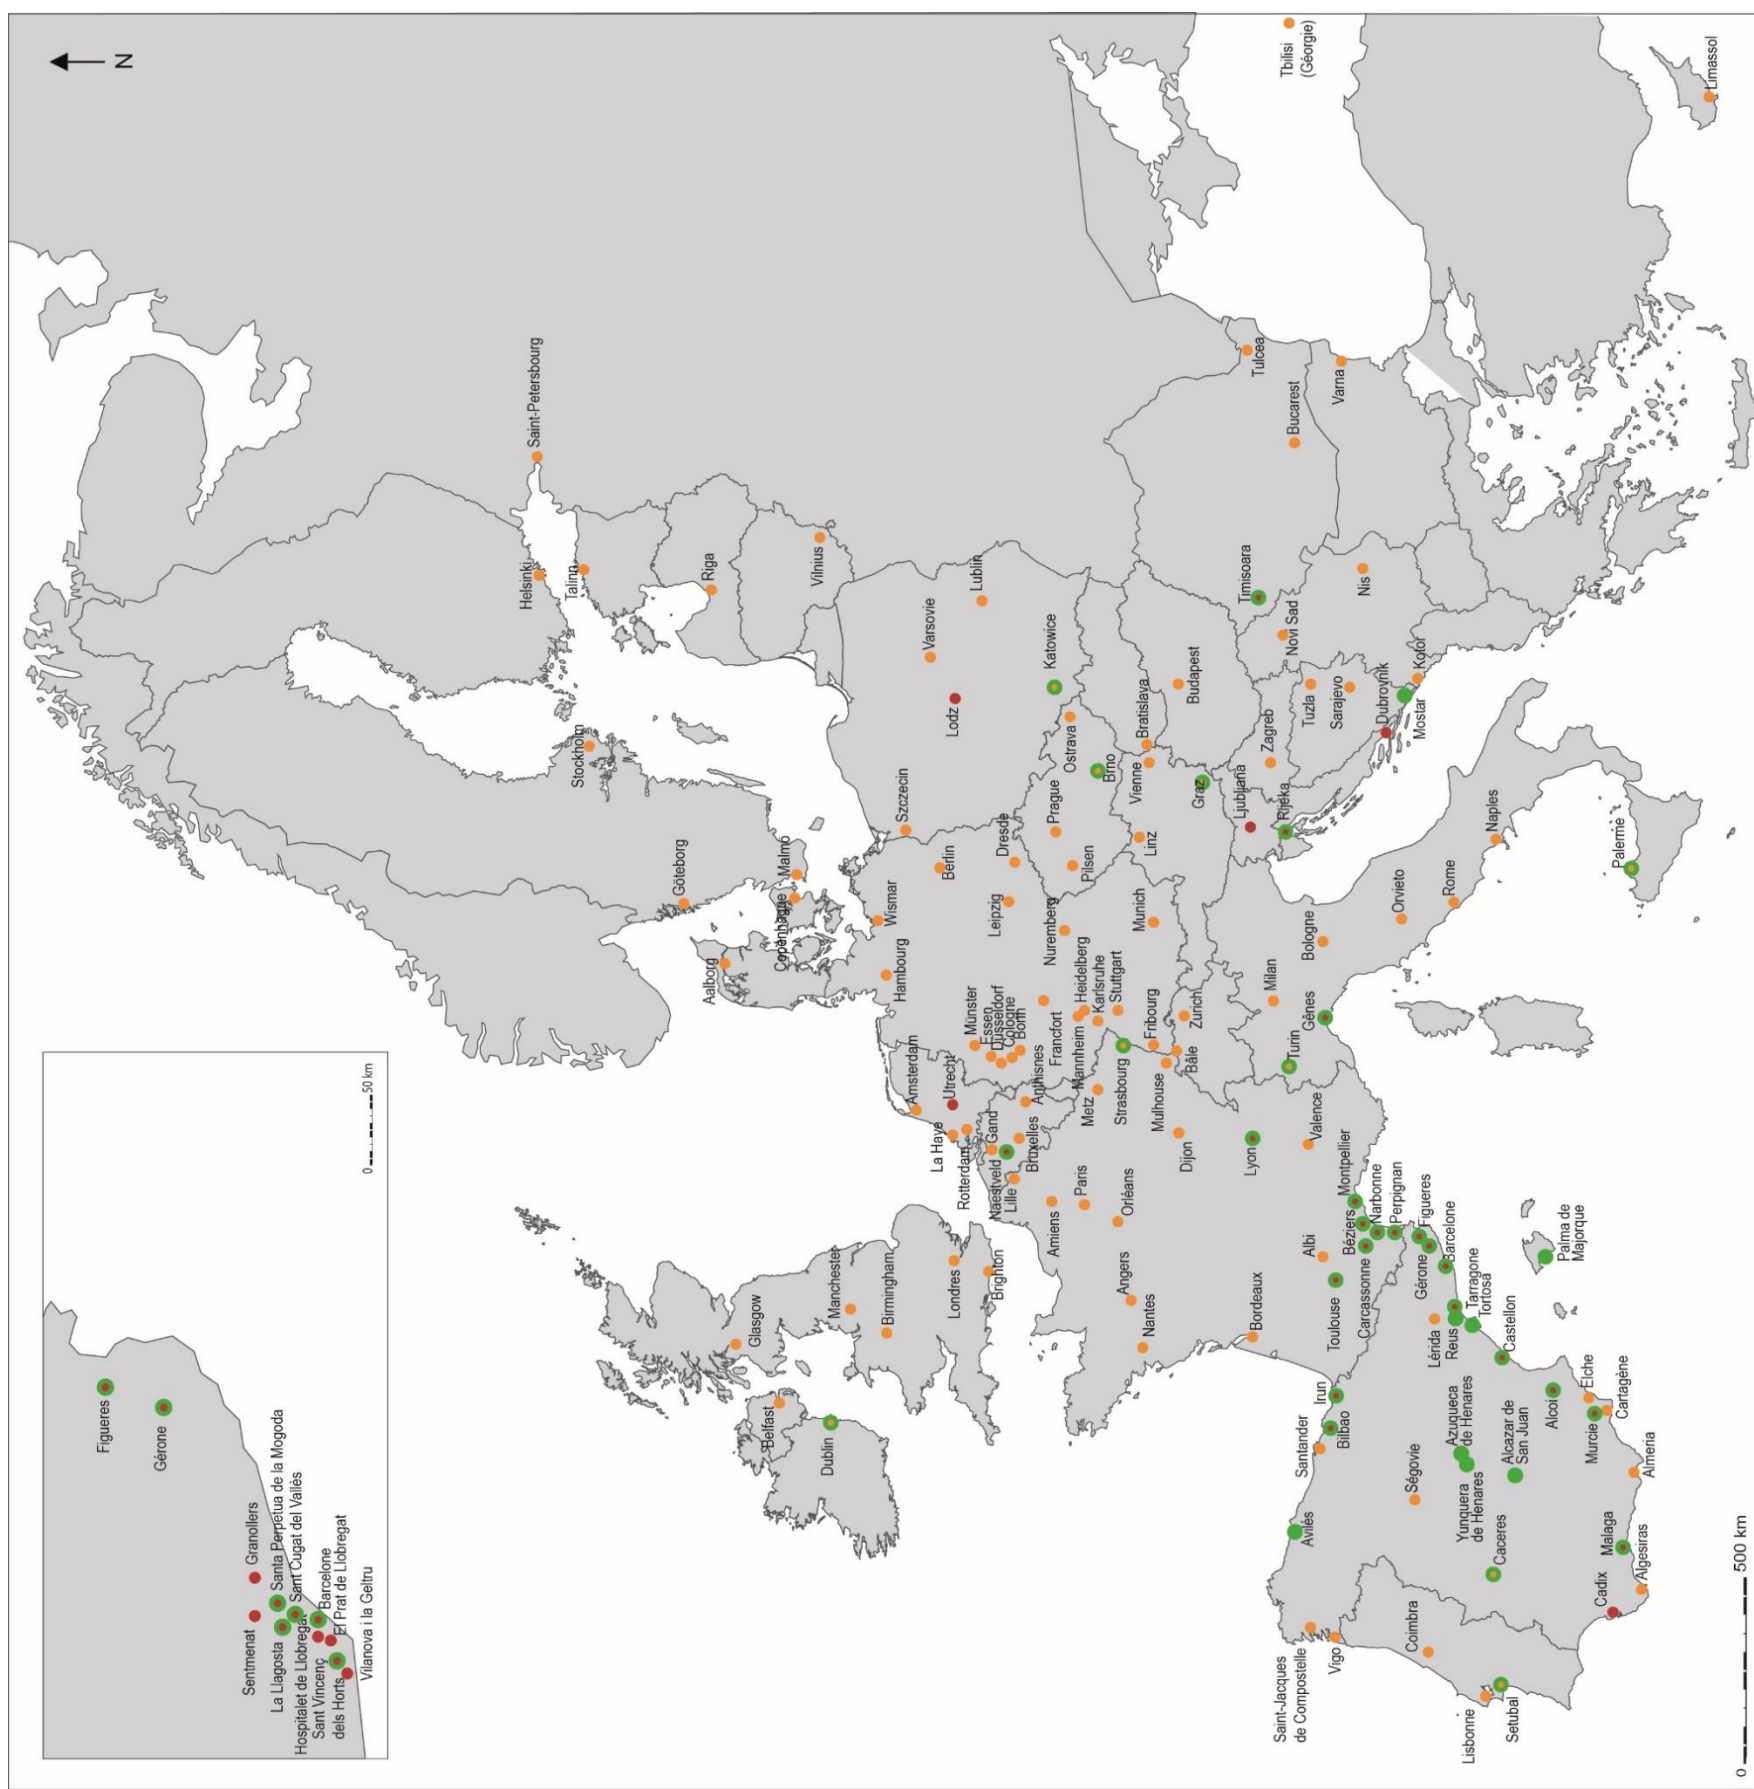 N
Figueres
Gérone
Granollers
Santa Perpetua de la Mogoda
Sant Cugat del Vallès
Barcelone
El Prat de Llobregat
Vilanova i la Geltru
Sentmenat
La Llagosta
Hospitalet de Llobregat
Sant Vincenç
dels Horts
0
50 km
Saint-Petersbourg
Helsinki
Talinn
Riga
Vilnius
Stockholm
Göteborg
Malmö
Copenhague
Aalborg
Glasgow
Belfast
Dublin
Manchester
Birmingham
Londres
Brighton
Wismar
Hambourg
Szczecin
Berlin
Varsovie
Lublin
Lodz
Katowice
Amsterdam
Utrecht
La Haye
Rotterdam
Münster
Essen
Düsseldorf
Cologne
Bonn
Anthisnes
Gand
Naestveld
Bruxelles
Lille
Leipzig
Dresde
Francfort
Nuremberg
Mannheim
Heidelberg
Karlsruhe
Stuttgart
Prague
Pilsen
Ostrava
Brno
Amiens
Paris
Orléans
Metz
Strasbourg
Mulhouse
Fribourg
Bâle
Zurich
Munich
Linz
Vienne
Bratislava
Budapest
Graz
Angers
Nantes
Dijon
Lyon
Valence
Bordeaux
Ljubljana
Zagreb
Rijeka
Timisoara
Novi Sad
Tuzla
Sarajevo
Nis
Tulcea
Bucarest
Varna
Tbilisi
(Géorgie)
Limassol
Dubrovnik
Mostar
Kotor
Milan
Turin
Gênes
Bologne
Orvieto
Rome
Naples
Palerme
Albi
Toulouse
Montpellier
Béziers
Narbonne
Carcassonne
Perpignan
Figueres
Gérone
Barcelone
Tarragone
Tortosa
Lérida
Reus
Castellon
Palma de
Majorque
Irun
Bilbao
Santander
Avilés
Ségovie
Azuqueca
de Henares
Yunquera
de Henares
Alcazar de
San Juan
Alcoi
Elche
Murcie
Cartagène
Almeria
Caceres
Malaga
Algesiras
Cadix
Saint-Jacques
de Compostelle
Vigo
Coimbra
Lisbonne
Setubal
0
500 km